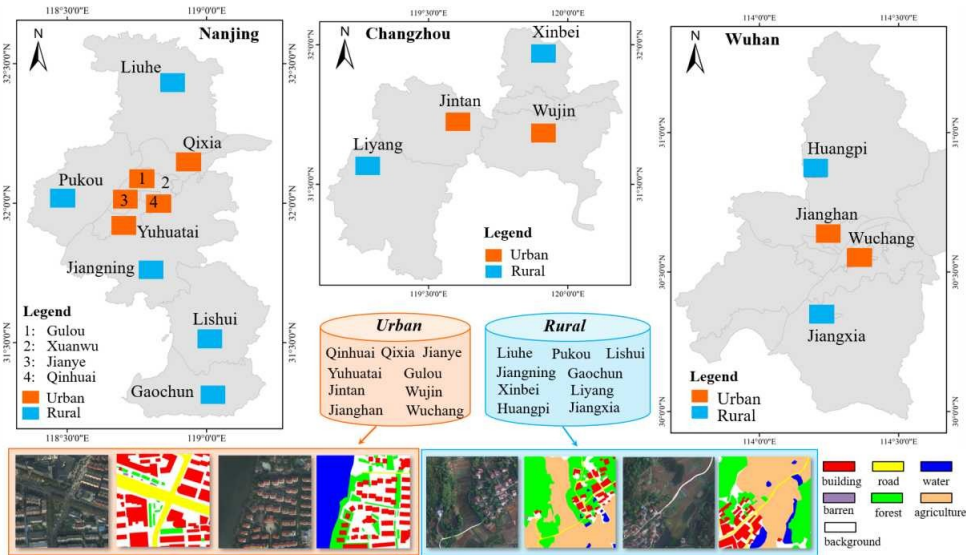 118°30'0"E
119°0'0"E
Nanjing
N
Liuhe
Qixia
Pukou
1
2
3
4
Yuhuatai
Jiangning
Lishui
Gaochun
Legend
1: Gulou
2: Xuanwu
3: Jianye
4: Qinhuai
Urban
Rural
32°30'0"N
32°0'0"N
31°30'0"N
118°30'0"E
119°0'0"E
119°30'0"E
120°0'0"E
Changzhou
N
Xinbei
Jintan
Wujin
Liyang
Legend
Urban
Rural
32°0'0"N
31°30'0"N
119°30'0"E
120°0'0"E
114°0'0"E
114°30'0"E
Wuhan
N
Huangpi
Jianghan
Wuchang
Jiangxia
Legend
Urban
Rural
31°0'0"N
30°30'0"N
30°0'0"N
114°0'0"E
114°30'0"E
Urban
Qinhuai Qixia Jianye
Yuhuatai Gulou
Jintan Wujin
Jianghan Wuchang
Rural
Liuhe Pukou Lishui
Jiangning Gaochun
Xinbei Liyang
Huangpi Jiangxia
building road water
barren forest agriculture
background